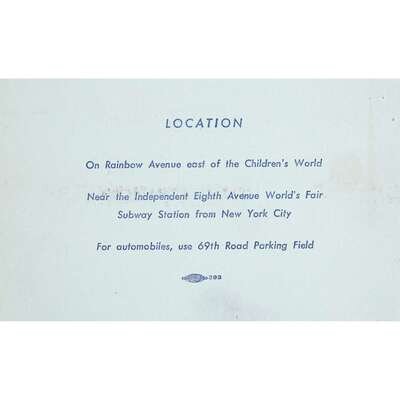 LOCATION
On Rainbow Avenue east of the Children's World
Near the Independent Eighth Avenue World's Fair
Subway Station from New York City
For automobiles, use 69th Road Parking Field
393